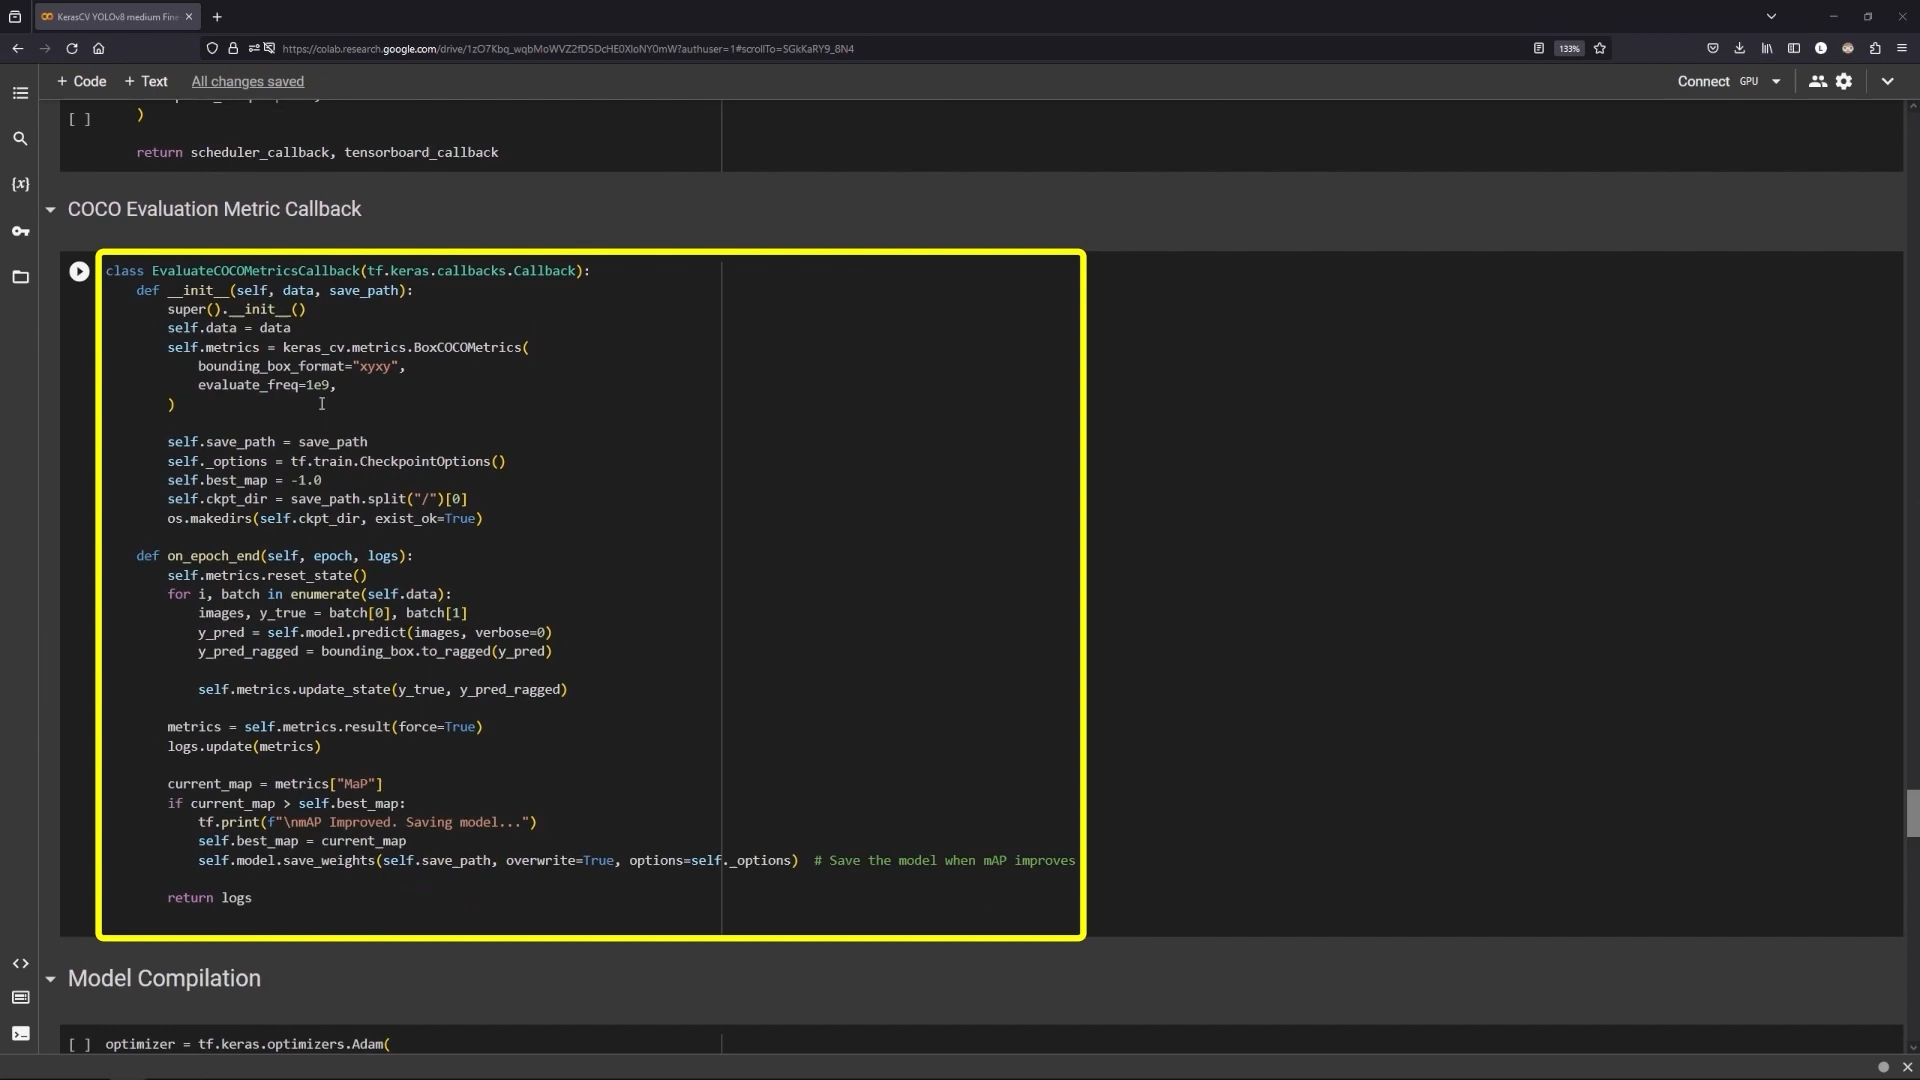 KerasCV YOLOv8 medium Fine
https://colab.research.google.com/drive/1zO7Kbq_wqbMoWVZ2fD5DcHE0XloNY0mW?authuser=1#scrollTo=SGkKaRY9_8N4
133%
+ Code + Text All changes saved
Connect GPU
[ ] )
return scheduler_callback, tensorboard_callback
COCO Evaluation Metric Callback
class EvaluateCOCOMetricsCallback(tf.keras.callbacks.Callback):
def __init__(self, data, save_path):
super().__init__()
self.data = data
self.metrics = keras_cv.metrics.BoxCOCOMetrics(
bounding_box_format="xyxy",
evaluate_freq=1e9,
)
self.save_path = save_path
self._options = tf.train.CheckpointOptions()
self.best_map = -1.0
self.ckpt_dir = save_path.split("/")[0]
os.makedirs(self.ckpt_dir, exist_ok=True)
def on_epoch_end(self, epoch, logs):
self.metrics.reset_state()
for i, batch in enumerate(self.data):
images, y_true = batch[0], batch[1]
y_pred = self.model.predict(images, verbose=0)
y_pred_ragged = bounding_box.to_ragged(y_pred)
self.metrics.update_state(y_true, y_pred_ragged)
metrics = self.metrics.result(force=True)
logs.update(metrics)
current_map = metrics["MaP"]
if current_map > self.best_map:
tf.print(f"\nmAP Improved. Saving model...")
self.best_map = current_map
self.model.save_weights(self.save_path, overwrite=True, options=self._options) # Save the model when mAP improves
return logs
Model Compilation
[ ] optimizer = tf.keras.optimizers.Adam(